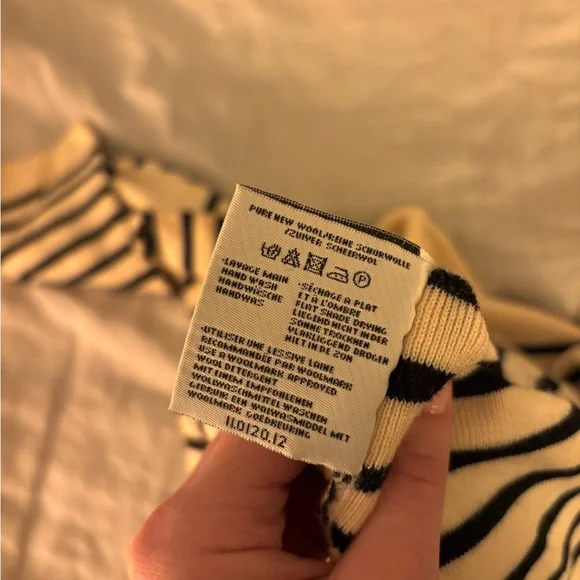 PURE NEW WOOL/REINE SCHURWOLLE
/ZUIVER SCHEERWOL
P
·LAVAGE MAIN
HAND WASH
HANDWÄSCHE
HANDWAS
·SÉCHAGE A PLAT
ET À L'OMBRE
FLAT SHADE DRYING
LIEGEND NICHT IN DER
SONNE TROCKNEN
VLAKLIGGEND DROGEN
NIET IN DE ZON
·UTILISER UNE LESSIVE LAINE
RECOMMANDÉE PAR WOOLMARK
USE A WOOLMARK APPROVED
WOOL DETERGENT
MIT EINEM EMPFOHLENEN
WOLLWASCHMITTEL WASCHEN
GEBRUIK EEN WOLWASMIDDEL MET
WOOLMARK GOEDKEURING
11.0120.12